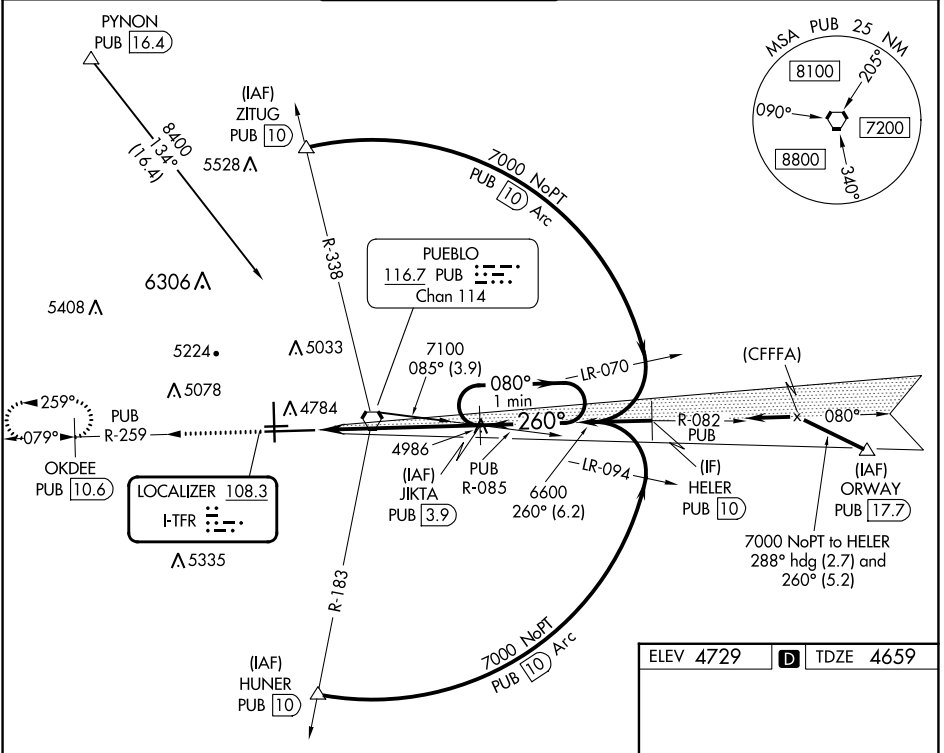 PYNON
PUB 16.4
8400
134°
(16.4)
(IAF)
ZITUG
PUB 10
5528
7000 NoPT
PUB 10 Arc
MSA PUB 25 NM
8100
205°
090°
7200
8800
340°
R-338
PUEBLO
116.7 PUB
Chan 114
6306
5408
5224
5033
5078
4784
7100
085° (3.9)
080°
1 min
260°
LR-070
(CFFFA)
259°
079°
PUB
R-259
OKDEE
PUB 10.6
4986
(IAF)
JIKTA
PUB 3.9
PUB
R-085
LR-094
6600
260° (6.2)
R-082
PUB
080°
(IF)
HELER
PUB 10
(IAF)
ORWAY
PUB 17.7
7000 NoPT to HELER
288° hdg (2.7) and
260° (5.2)
LOCALIZER 108.3
I-TFR
5335
R-183
(IAF)
HUNER
PUB 10
7000 NoPT
PUB 10 Arc
ELEV 4729 D TDZE 4659